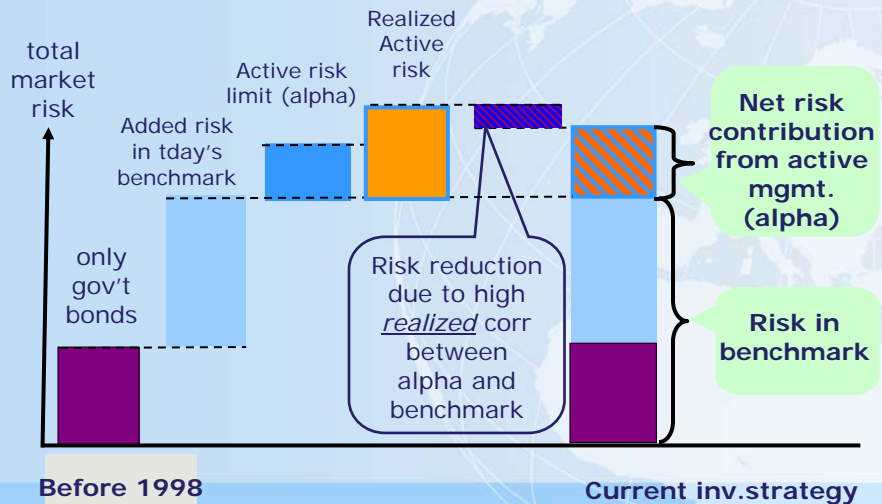 total
market
risk
only
gov't
bonds
Added risk
in tday's
benchmark
Active risk
limit (alpha)
Realized
Active
risk
Risk reduction
due to high
realized corr
between
alpha and
benchmark
Net risk
contribution
from active
mgmt.
(alpha)
Risk in
benchmark
Before 1998
Current inv.strategy